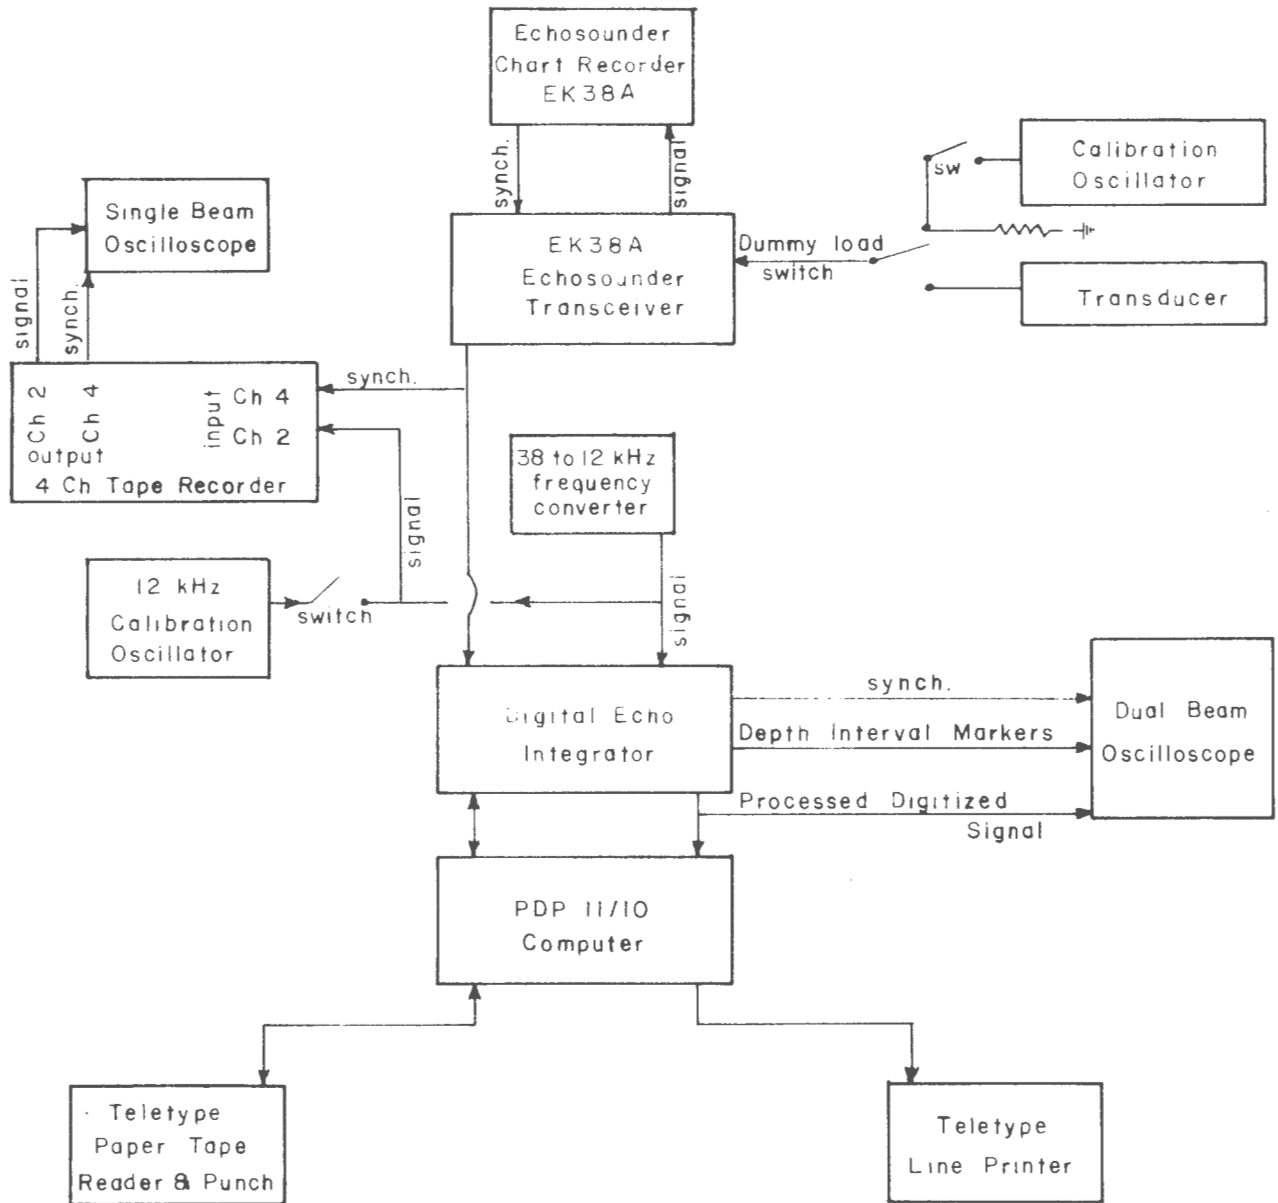 Echosounder
Chart Recorder
EK38A
synch.
signal
Calibration
Oscillator
sw
Single Beam
Oscilloscope
EK38A
Echosounder
Transceiver
Dummy load
switch
Transducer
signal
synch.
Ch 2
Ch 4
output
input
Ch 4
Ch 2
4 Ch Tape Recorder
synch.
signal
38 to 12 kHz
frequency
converter
signal
12 kHz
Calibration
Oscillator
switch
Digital Echo
Integrator
synch.
Depth Interval Markers
Processed Digitized
Signal
Dual Beam
Oscilloscope
PDP 11/10
Computer
Teletype
Paper Tape
Reader & Punch
Teletype
Line Printer